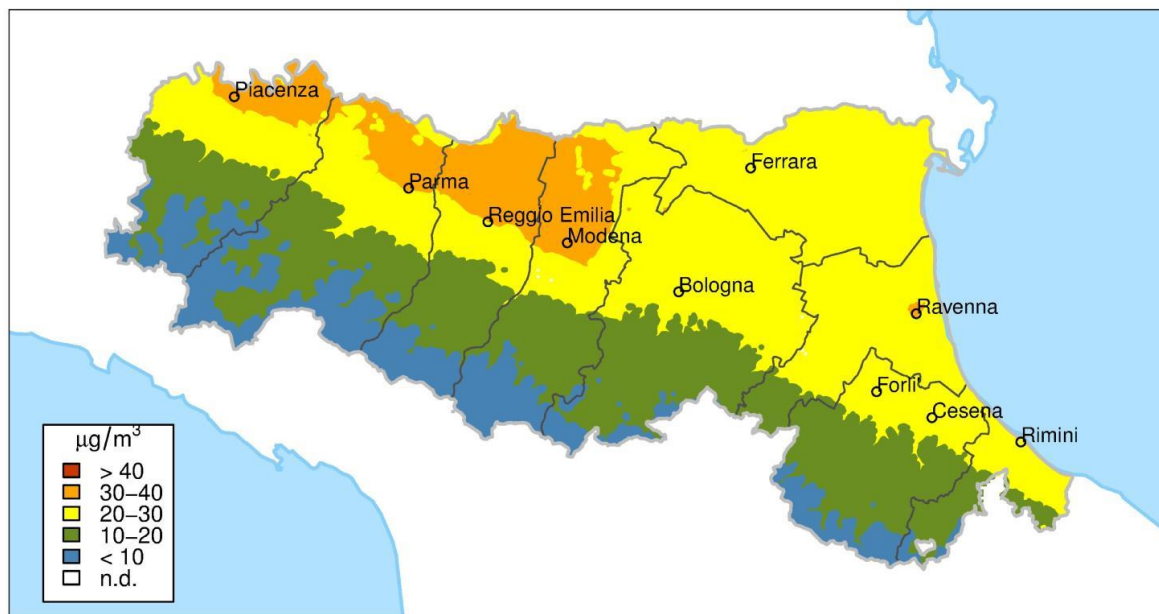 Piacenza
Parma
Ferrara
Reggio Emilia
Modena
Bologna
Ravenna
Forlì
Cesena
Rimini
μg/m³
> 40
30–40
20–30
10–20
< 10
n.d.